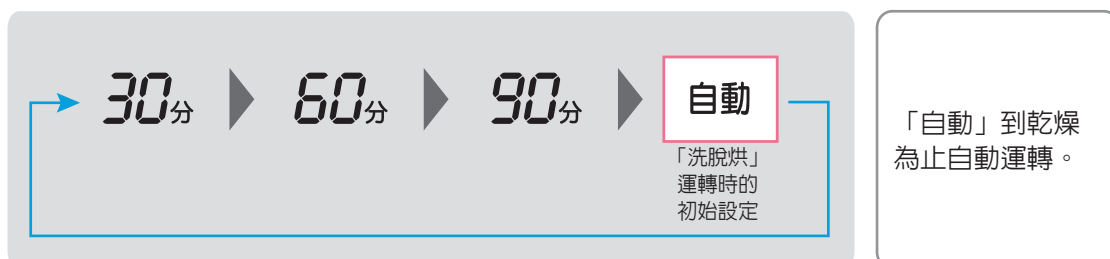 30分 60分 90分 自動
「洗脫烘」
運轉時的
初始設定
「自動」到乾燥
為止自動運轉。